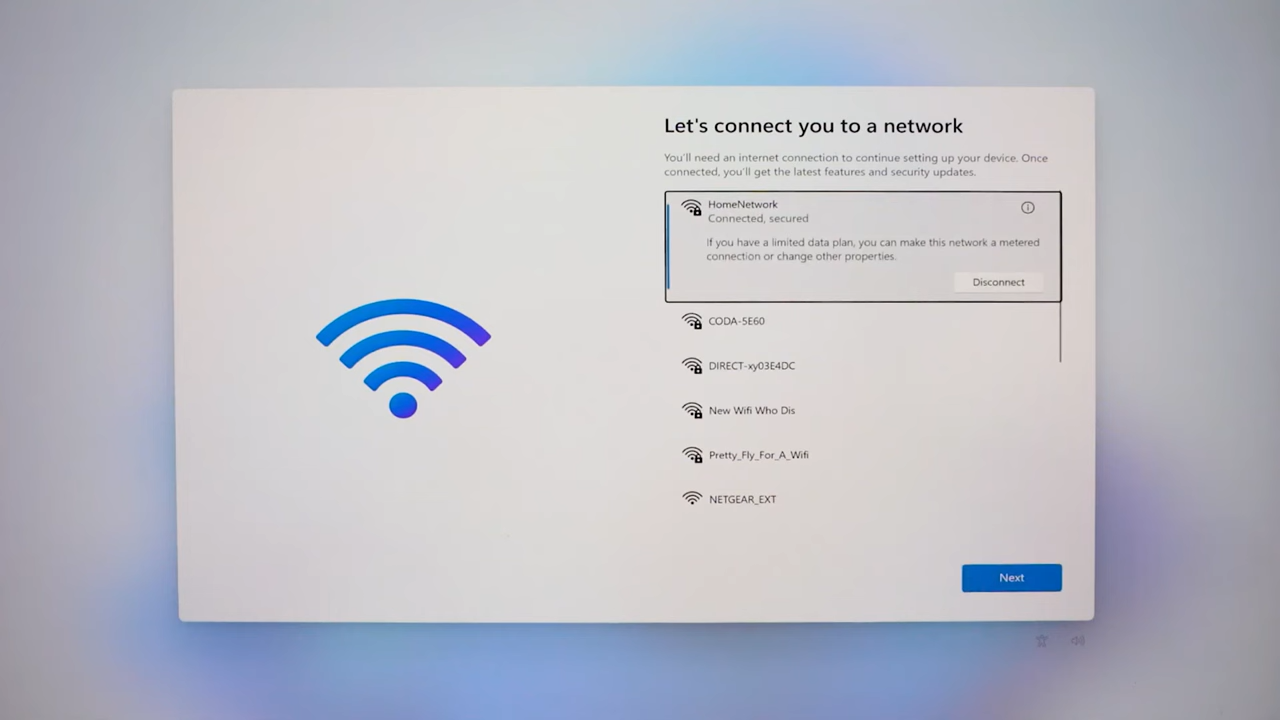 Let's connect you to a network
You'll need an internet connection to continue setting up your device. Once
connected, you'll get the latest features and security updates.
HomeNetwork
Connected, secured
If you have a limited data plan, you can make this network a metered
connection or change other properties.
Disconnect
CODA-5E60
DIRECT-xy03E4DC
New Wifi Who Dis
Pretty_Fly_For_A_Wifi
NETGEAR_EXT
Next